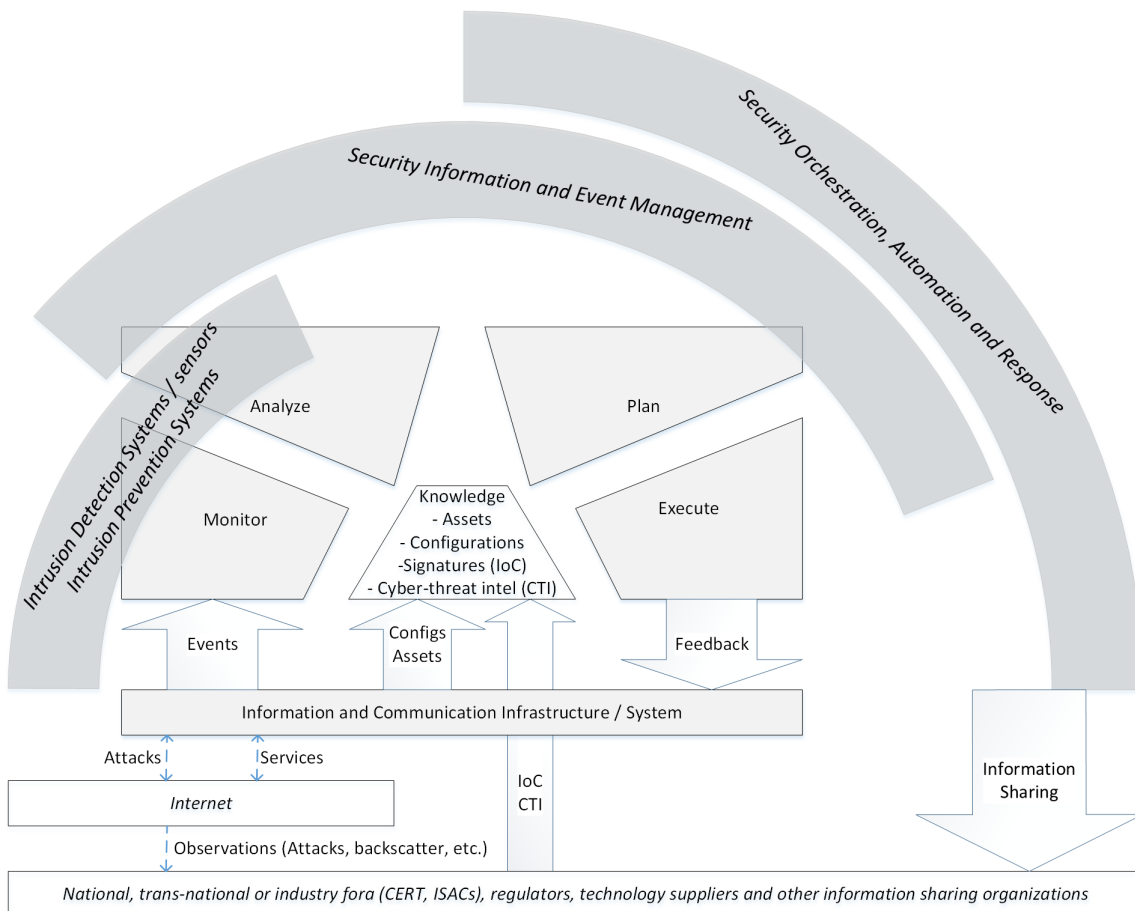 Security Orchestration, Automation and Response
Security Information and Event Management
Intrusion Detection Systems / sensors
Intrusion Prevention Systems
Analyze
Plan
Monitor
Execute
Knowledge
- Assets
- Configurations
-Signatures (IoC)
- Cyber-threat intel (CTI)
Events
Configs
Assets
Feedback
Information and Communication Infrastructure / System
Attacks
Services
Internet
IoC
CTI
Information
Sharing
Observations (Attacks, backscatter, etc.)
National, trans-national or industry fora (CERT, ISACs), regulators, technology suppliers and other information sharing organizations